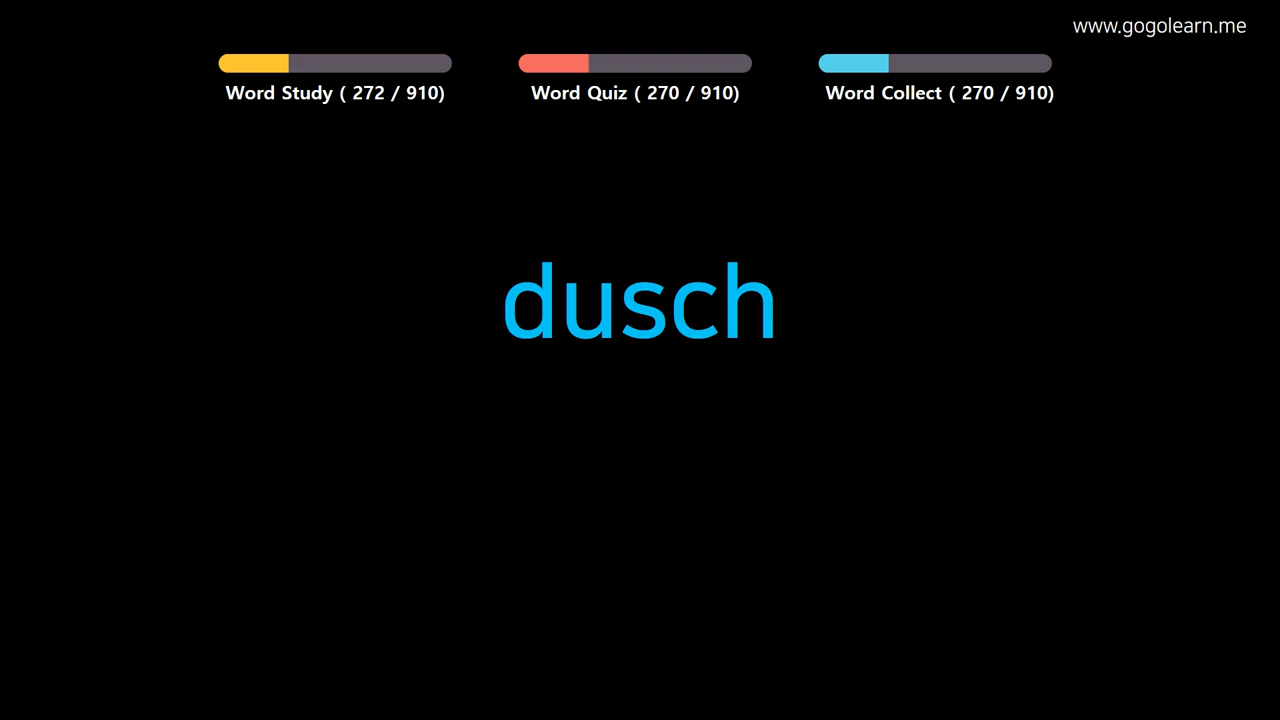 www.gogolearn.me
Word Study ( 272 / 910)
Word Quiz ( 270 / 910)
Word Collect ( 270 / 910)
dusch